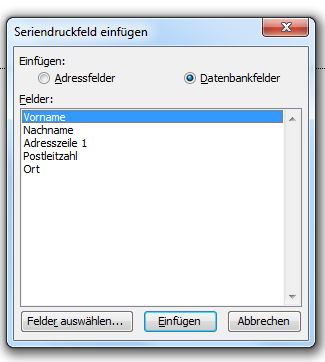 Seriendruckfeld einfügen
Einfügen:
Adressfelder
Datenbankfelder
Felder:
Vorname
Nachname
Adresszeile 1
Postleitzahl
Ort
Felder auswählen...
Einfügen
Abbrechen